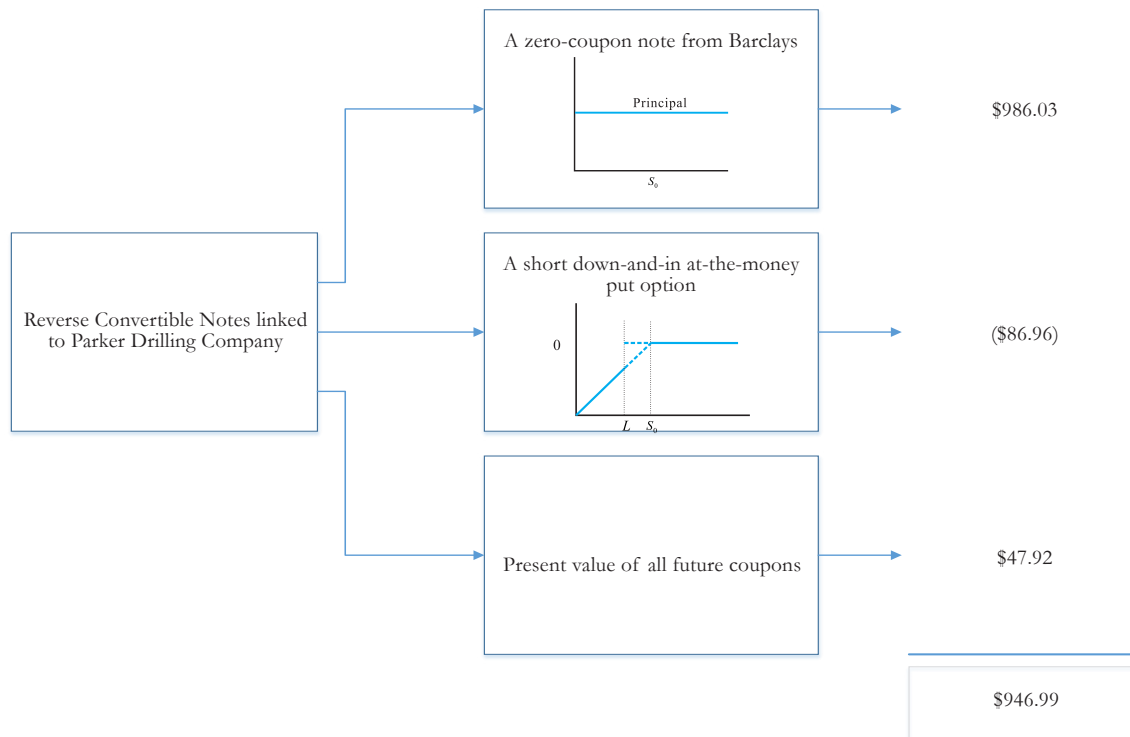 A zero-coupon note from Barclays
Principal
S₀
$986.03
Reverse Convertible Notes linked
to Parker Drilling Company
A short down-and-in at-the-money
put option
0
L S₀
($86.96)
Present value of all future coupons
$47.92
$946.99